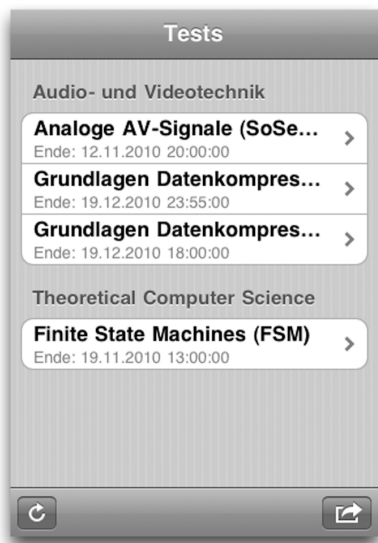 Tests
Audio- und Videotechnik
Analoge AV-Signale (SoSe...
Ende: 12.11.2010 20:00:00
Grundlagen Datenkompres...
Ende: 19.12.2010 23:55:00
Grundlagen Datenkompres...
Ende: 19.12.2010 18:00:00
Theoretical Computer Science
Finite State Machines (FSM)
Ende: 19.11.2010 13:00:00